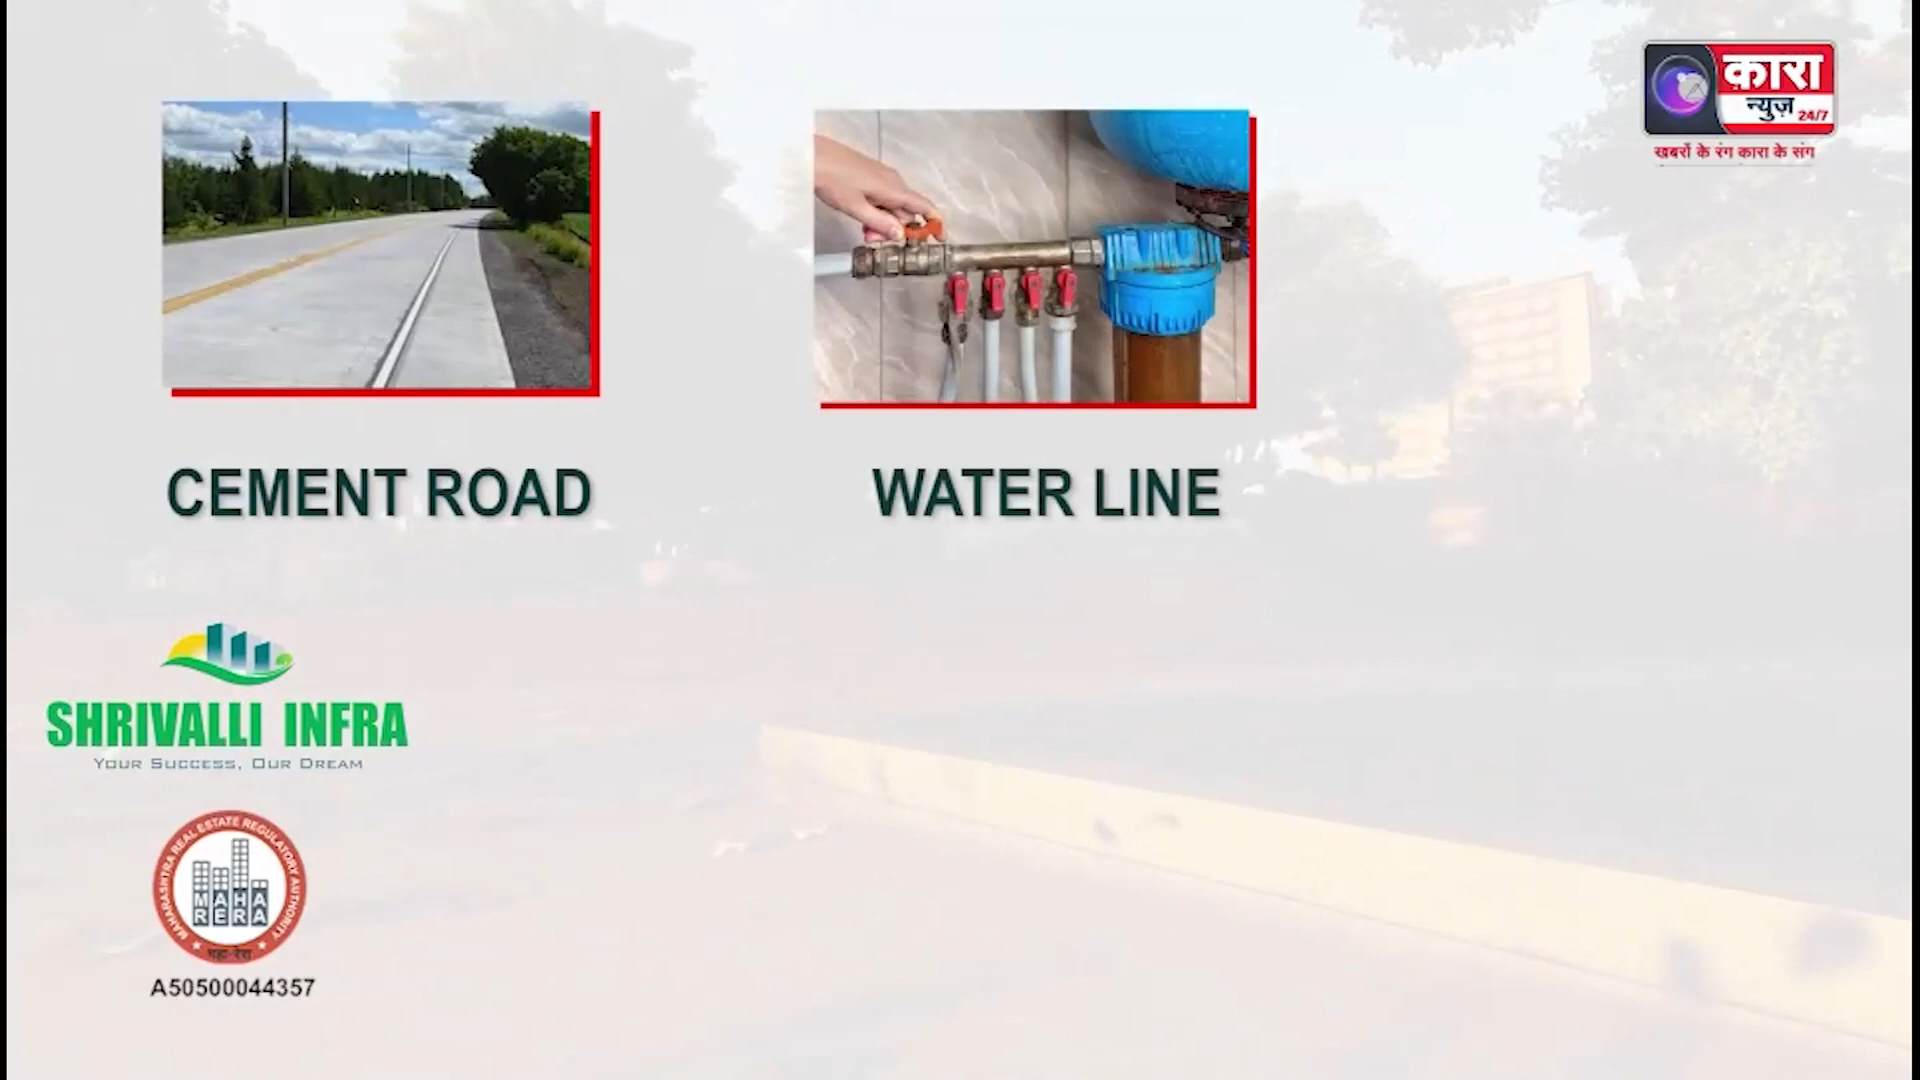 क़ारा
न्युज़ 24/7
खबरों के रंग कारा के संग
CEMENT ROAD
WATER LINE
SHRIVALLI INFRA
YOUR SUCCESS, OUR DREAM
MAHARASHTRA REAL ESTATE REGULATORY AUTHORITY
MAHA
RERA
महा-रेरा
A50500044357